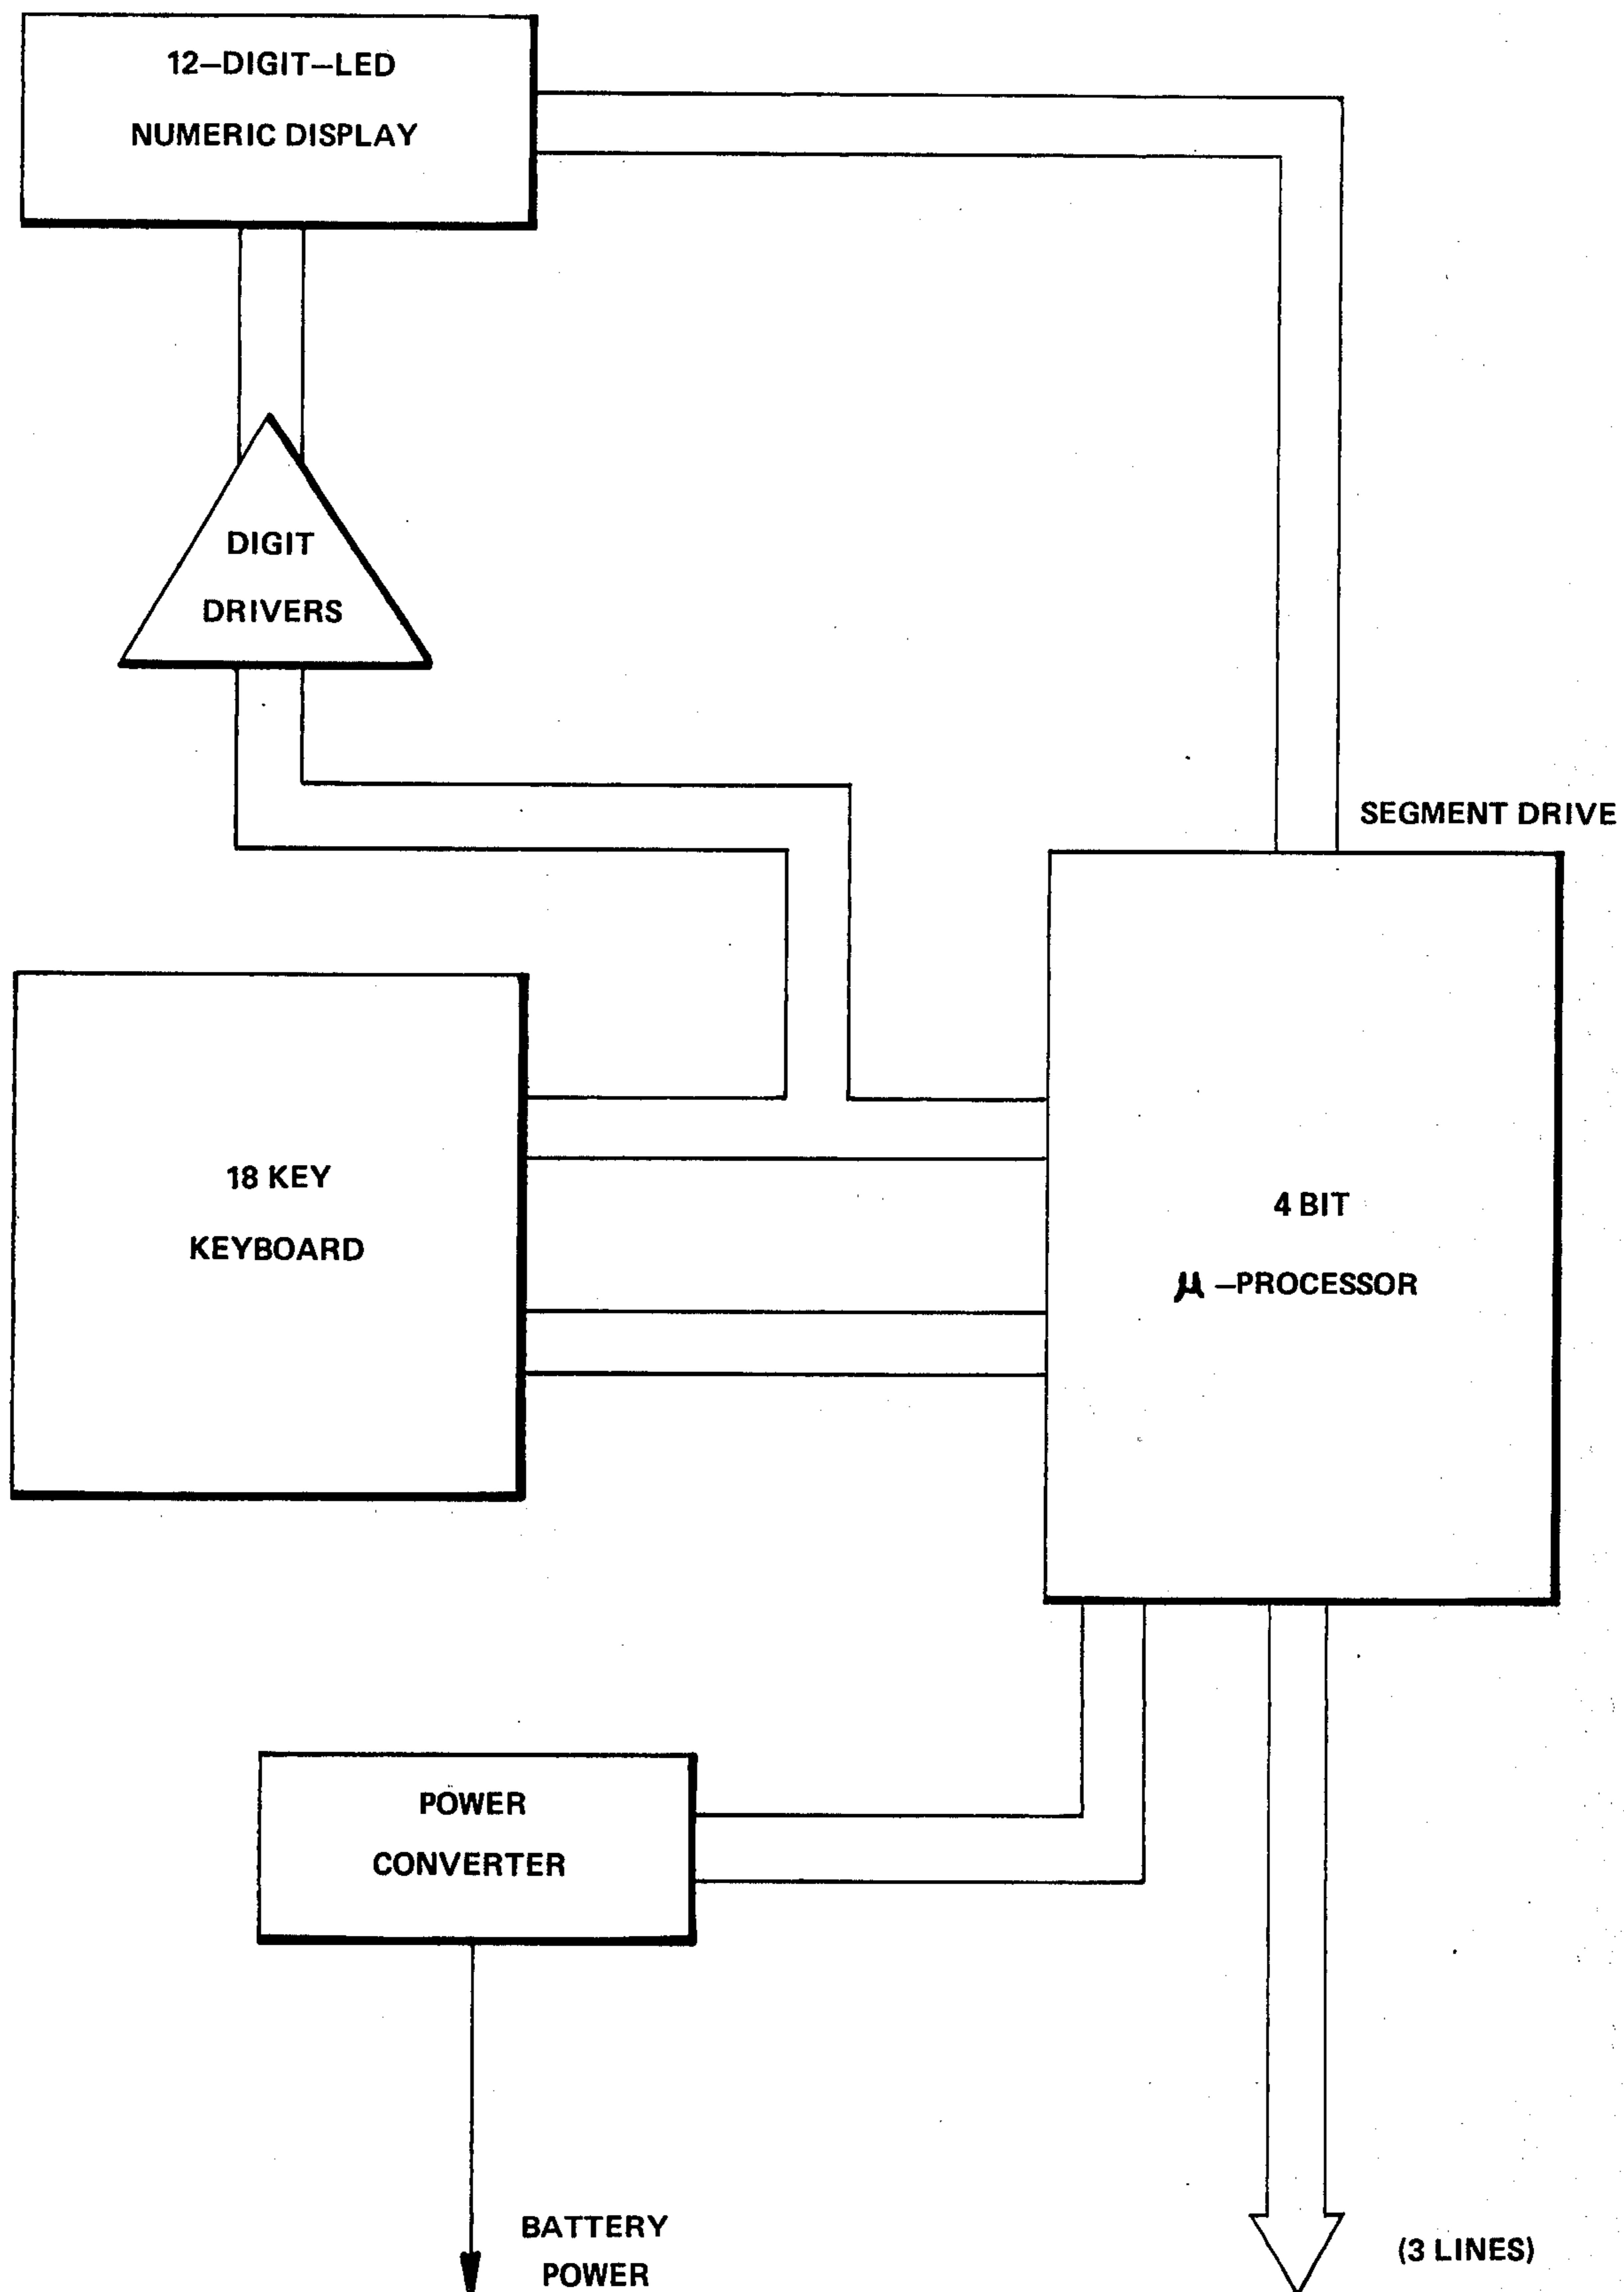 12–DIGIT–LED
NUMERIC DISPLAY
DIGIT
DRIVERS
SEGMENT DRIVE
18 KEY
KEYBOARD
4 BIT
μ –PROCESSOR
POWER
CONVERTER
BATTERY
POWER
(3 LINES)